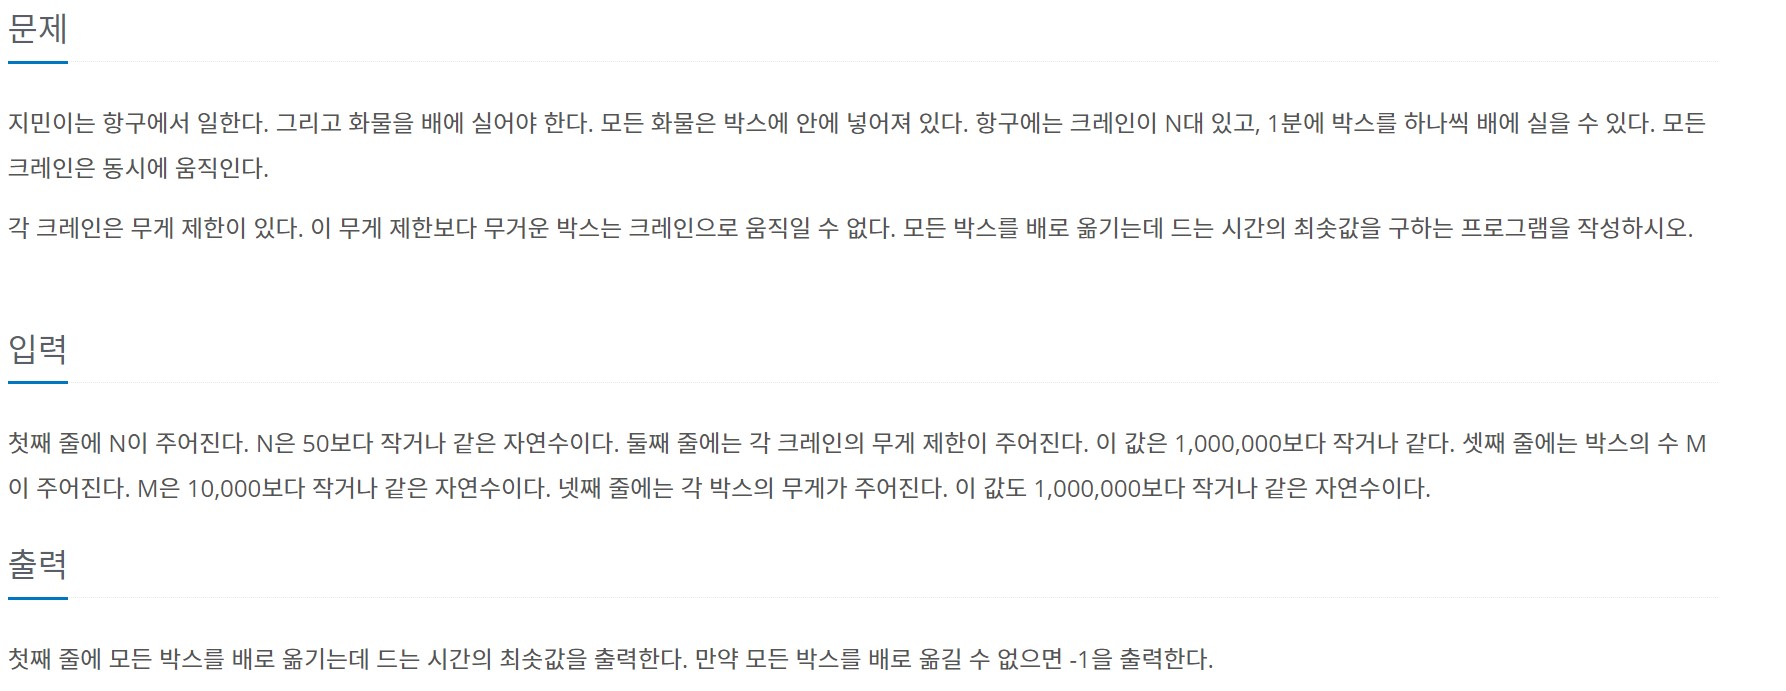 문제
지민이는 항구에서 일한다. 그리고 화물을 배에 실어야 한다. 모든 화물은 박스에 안에 넣어져 있다. 항구에는 크레인이 N대 있고, 1분에 박스를 하나씩 배에 실을 수 있다. 모든
크레인은 동시에 움직인다.
각 크레인은 무게 제한이 있다. 이 무게 제한보다 무거운 박스는 크레인으로 움직일 수 없다. 모든 박스를 배로 옮기는데 드는 시간의 최솟값을 구하는 프로그램을 작성하시오.
입력
첫째 줄에 N이 주어진다. N은 50보다 작거나 같은 자연수이다. 둘째 줄에는 각 크레인의 무게 제한이 주어진다. 이 값은 1,000,000보다 작거나 같다. 셋째 줄에는 박스의 수 M
이 주어진다. M은 10,000보다 작거나 같은 자연수이다. 넷째 줄에는 각 박스의 무게가 주어진다. 이 값도 1,000,000보다 작거나 같은 자연수이다.
출력
첫째 줄에 모든 박스를 배로 옮기는데 드는 시간의 최솟값을 출력한다. 만약 모든 박스를 배로 옮길 수 없으면 -1을 출력한다.